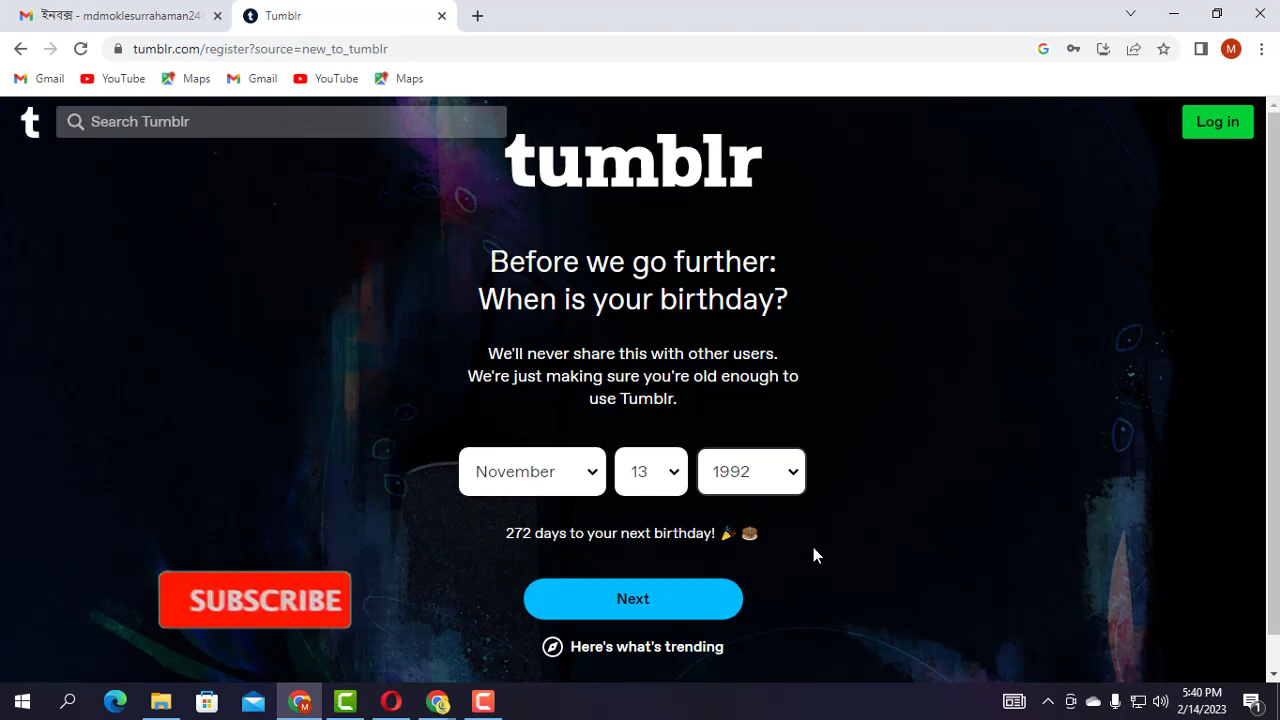 ইনবক্স - mdmoklesurrahaman24
Tumblr
tumblr.com/register?source=new_to_tumblr
M
Gmail
YouTube
Maps
Gmail
YouTube
Maps
t
Search Tumblr
Log in
tumblr
Before we go further:
When is your birthday?
We'll never share this with other users.
We're just making sure you're old enough to
use Tumblr.
November
13
1992
272 days to your next birthday! 🎉 🎂
Next
SUBSCRIBE
Here's what's trending
2:40 PM
2/14/2023
1